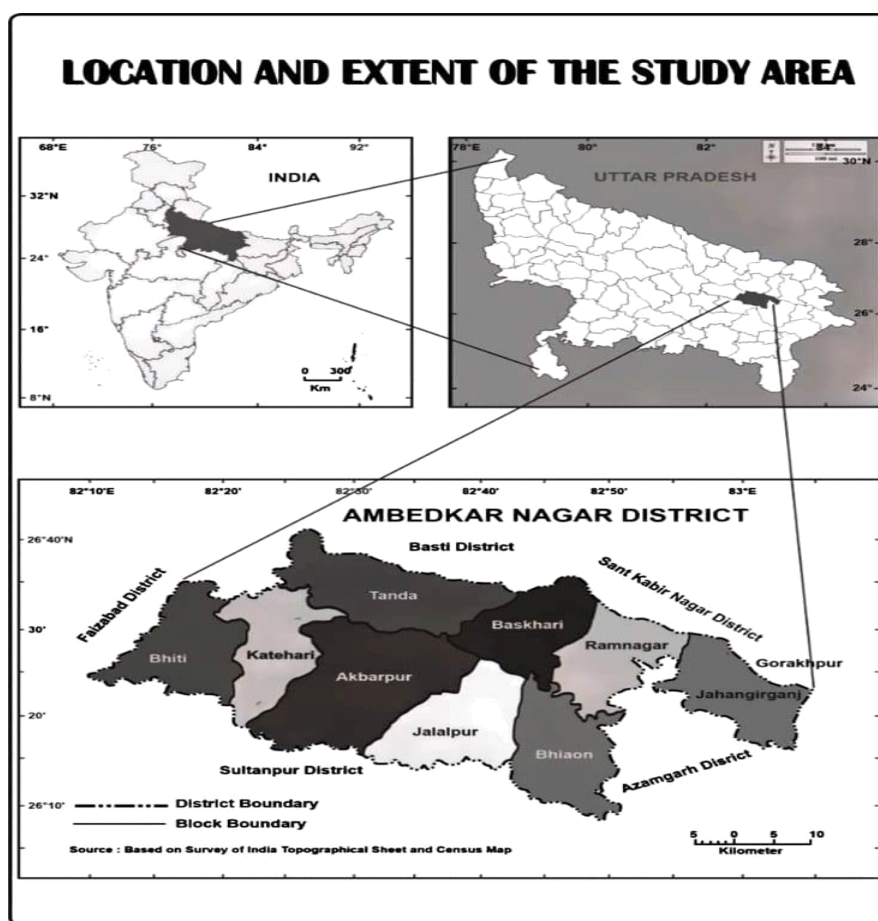 LOCATION AND EXTENT OF THE STUDY AREA
68°E 76° 84° 92°
INDIA
32°N
24°
16°
8°N
0 300
Km
78°E 80° 82° 84°
N
30°N
UTTAR PRADESH
28°
26°
24°
82°10'E 82°20' 82°30' 82°40' 82°50' 83°E
AMBEDKAR NAGAR DISTRICT
26°40'N
30'
20'
26°10'
Basti District
Faizabad District
Sant Kabir Nagar District
Tanda
Baskhari
Ramnagar
Bhiti
Katehari
Akbarpur
Gorakhpur
Jahangirganj
Jalalpur
Bhiaon
Sultanpur District
Azamgarh District
District Boundary
Block Boundary
5 0 5 10
Kilometer
Source : Based on Survey of India Topographical Sheet and Census Map